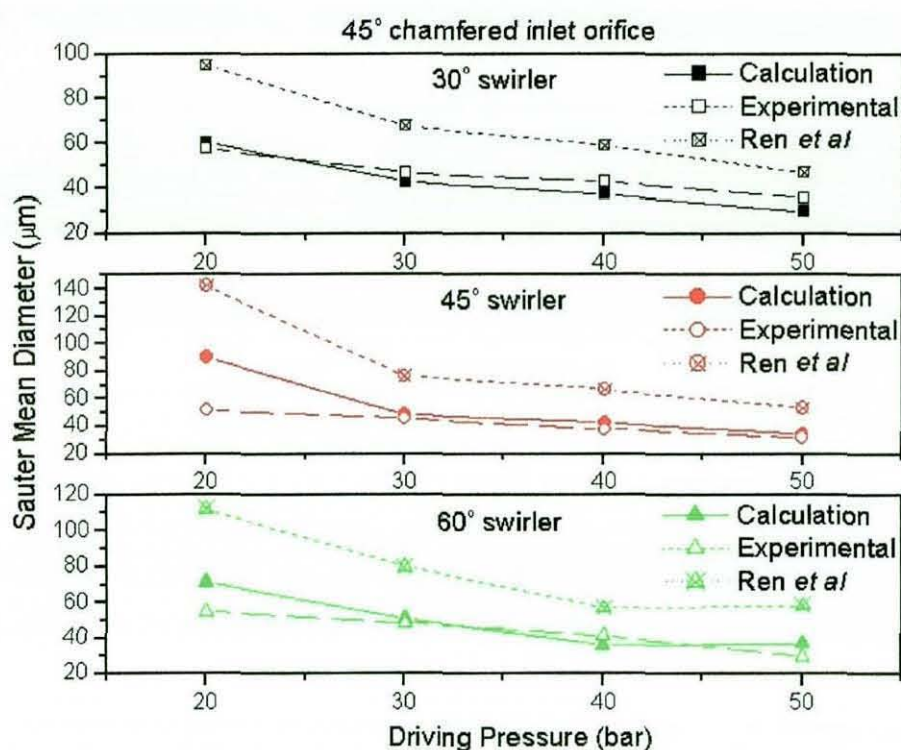 45° chamfered inlet orifice
Sauter Mean Diameter (μm)
100
80
60
40
20
30° swirler
Calculation
Experimental
Ren et al
20 30 40 50
140
120
100
80
60
40
20
45° swirler
Calculation
Experimental
Ren et al
20 30 40 50
120
100
80
60
40
20
60° swirler
Calculation
Experimental
Ren et al
20 30 40 50
Driving Pressure (bar)